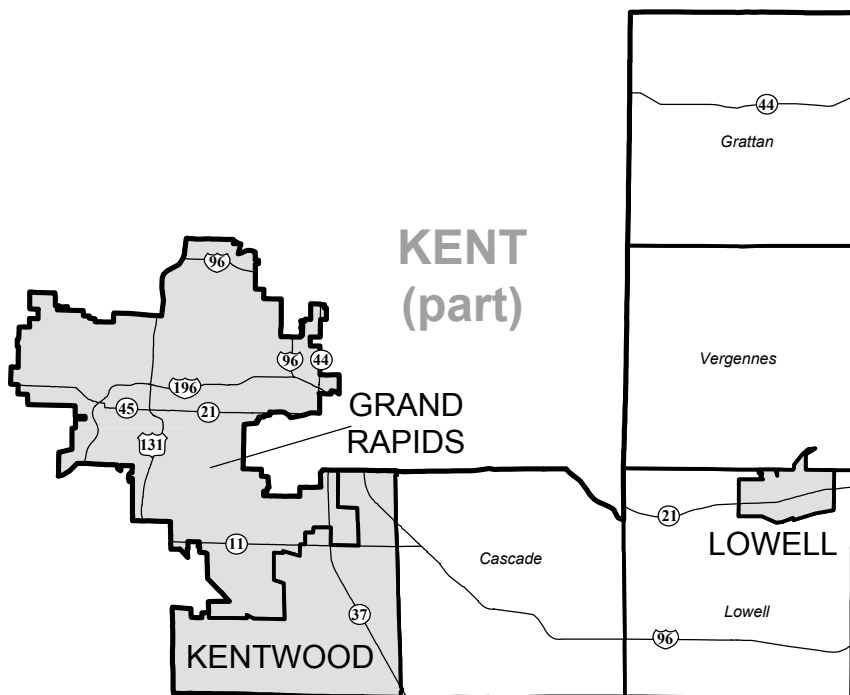 44
Grattan
KENT
(part)
96
96
44
Vergennes
196
45
21
GRAND
RAPIDS
131
21
11
LOWELL
Cascade
Lowell
37
96
KENTWOOD